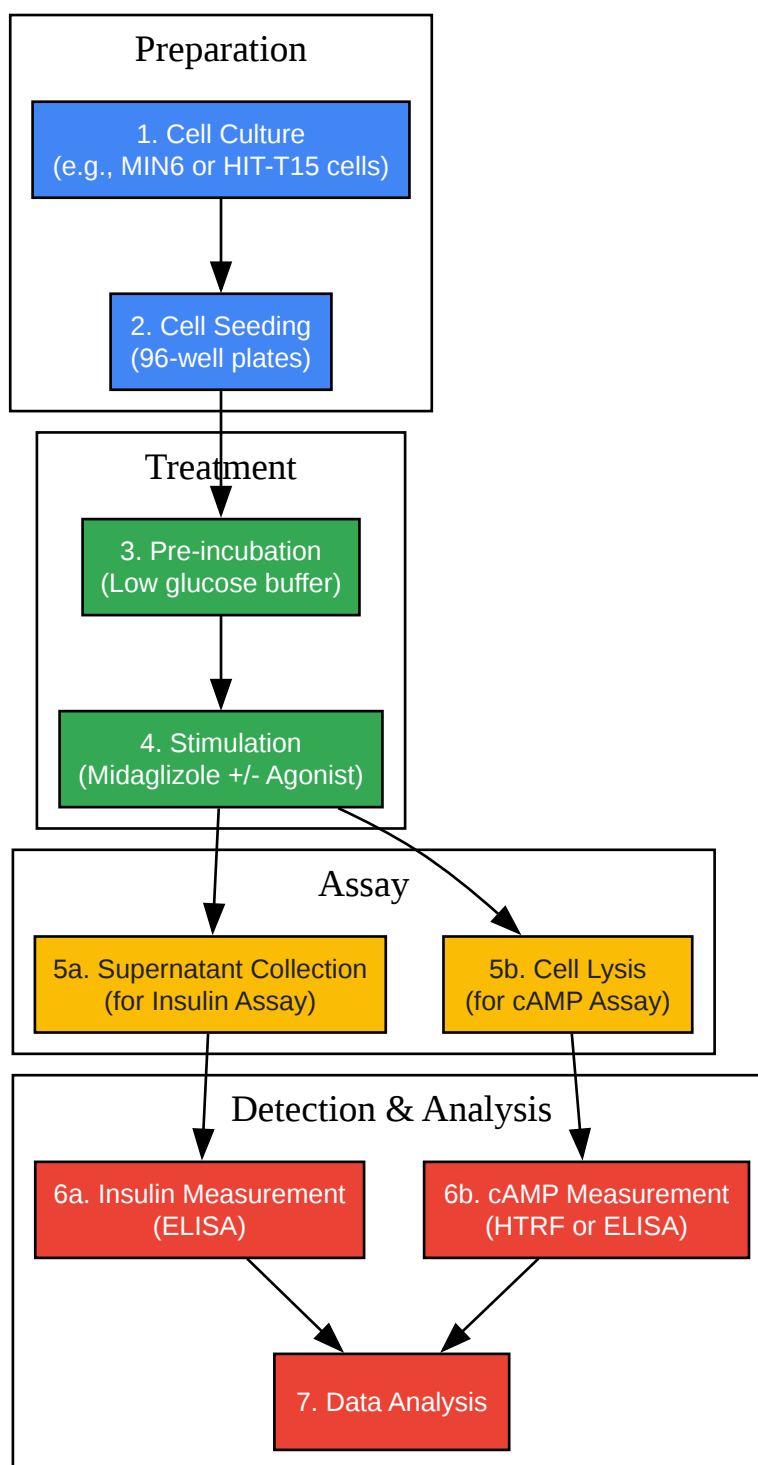 Preparation
1. Cell Culture
(e.g., MIN6 or HIT-T15 cells)
2. Cell Seeding
(96-well plates)
Treatment
3. Pre-incubation
(Low glucose buffer)
4. Stimulation
(Midaglizole +/- Agonist)
Assay
5a. Supernatant Collection
(for Insulin Assay)
5b. Cell Lysis
(for cAMP Assay)
Detection & Analysis
6a. Insulin Measurement
(ELISA)
6b. cAMP Measurement
(HTRF or ELISA)
7. Data Analysis